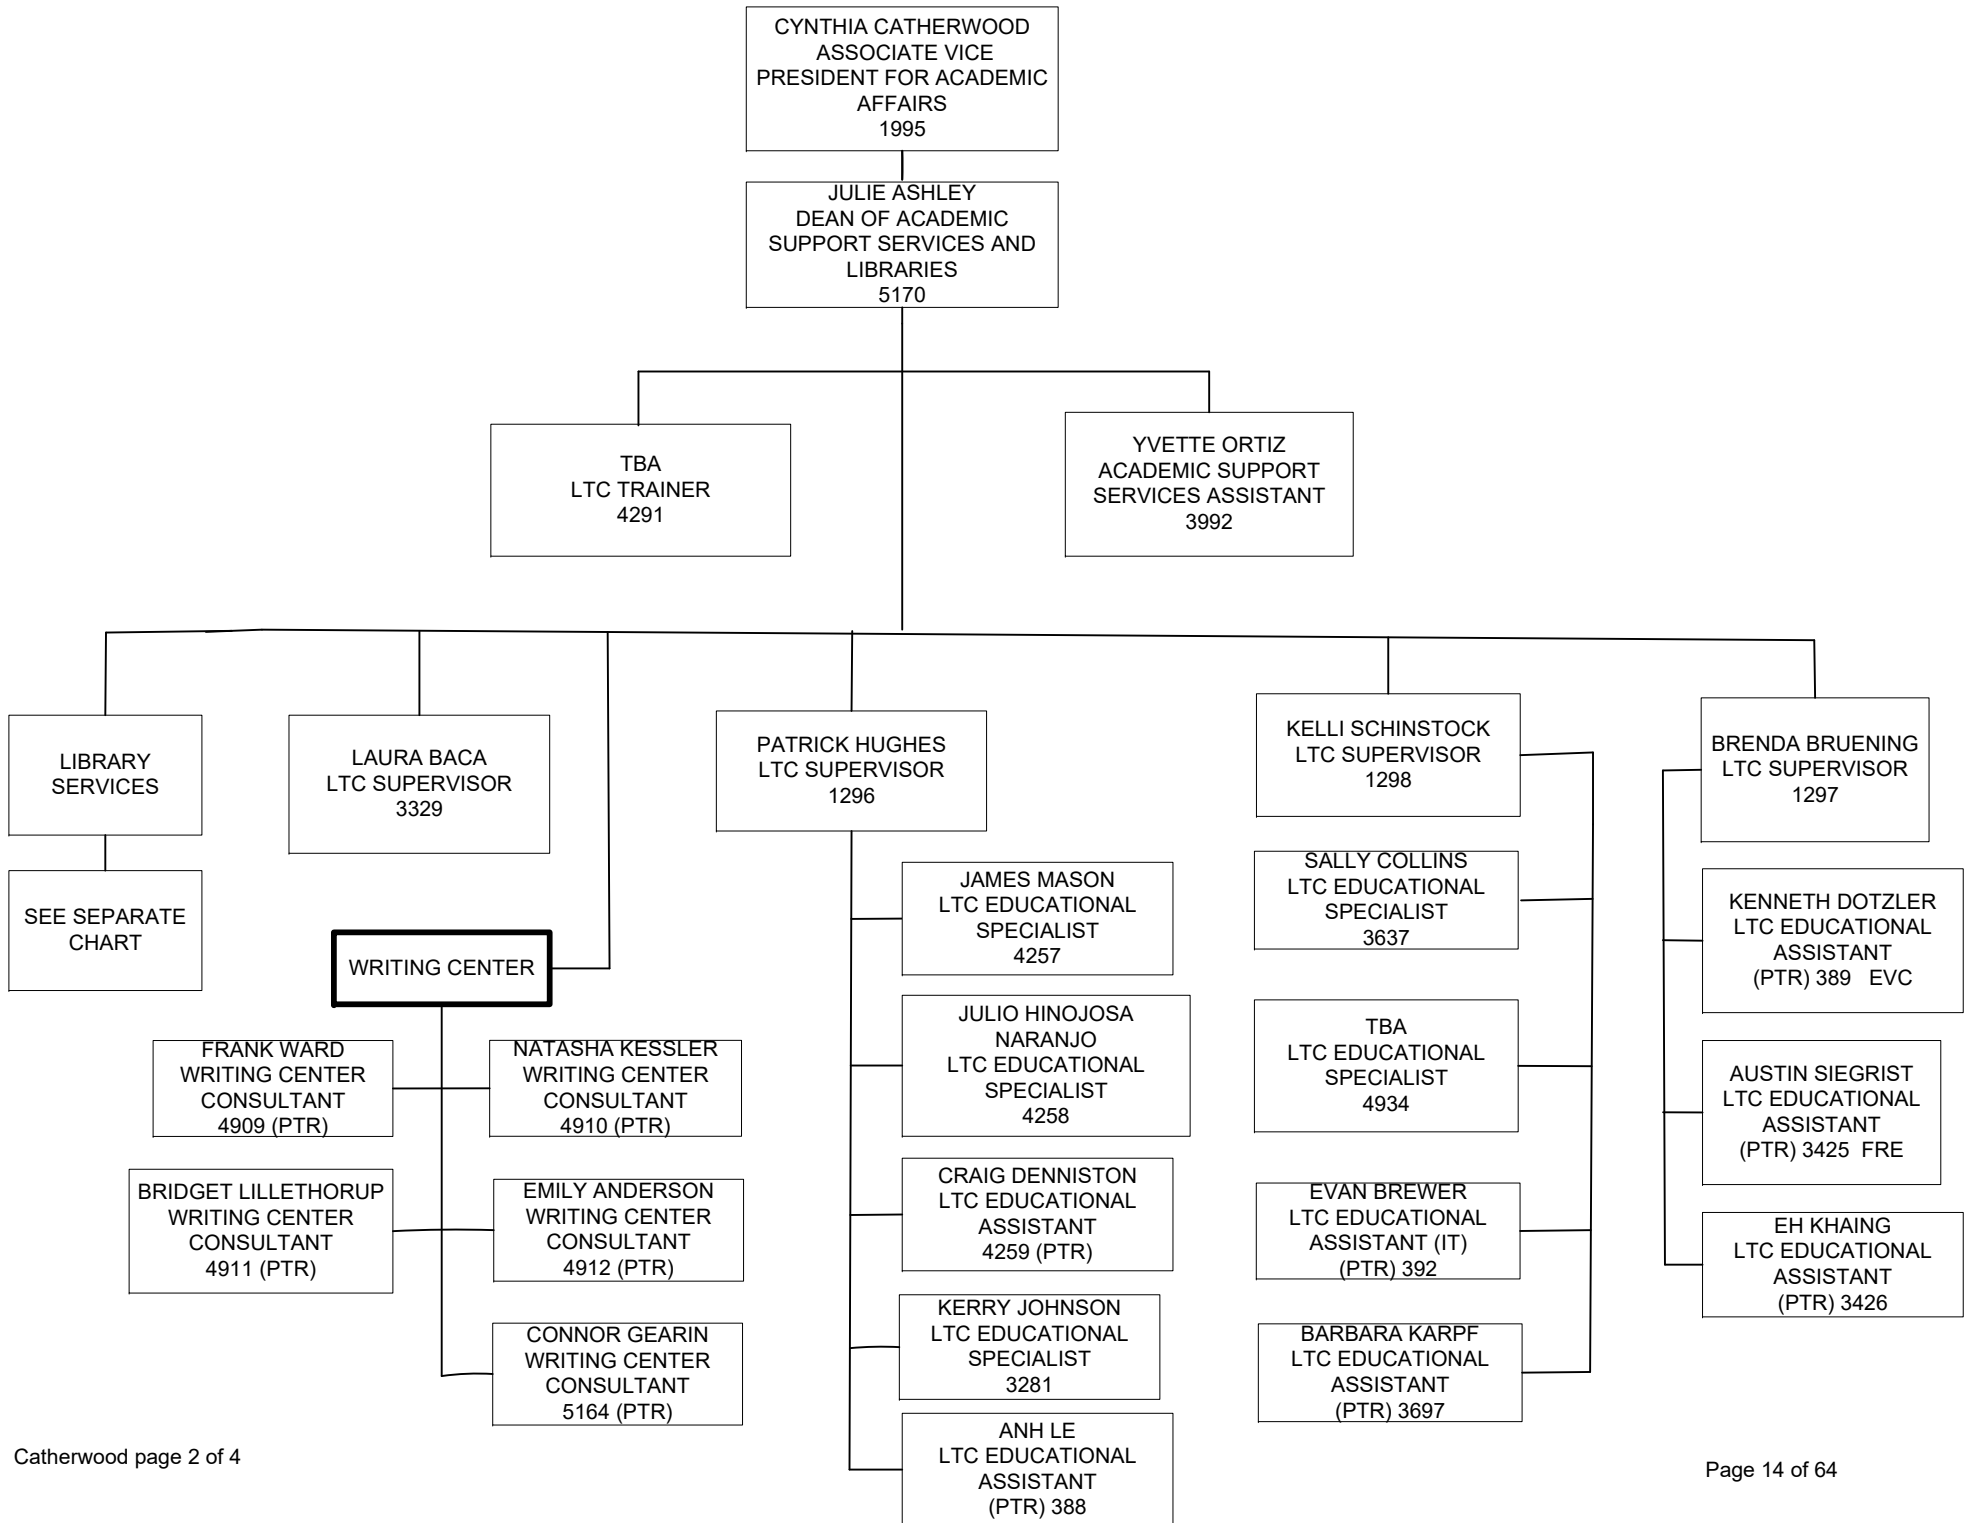 CYNTHIA CATHERWOOD
ASSOCIATE VICE
PRESIDENT FOR ACADEMIC
AFFAIRS
1995
JULIE ASHLEY
DEAN OF ACADEMIC
SUPPORT SERVICES AND
LIBRARIES
5170
TBA
LTC TRAINER
4291
YVETTE ORTIZ
ACADEMIC SUPPORT
SERVICES ASSISTANT
3992
LIBRARY
SERVICES
SEE SEPARATE
CHART
LAURA BACA
LTC SUPERVISOR
3329
WRITING CENTER
FRANK WARD
WRITING CENTER
CONSULTANT
4909 (PTR)
NATASHA KESSLER
WRITING CENTER
CONSULTANT
4910 (PTR)
BRIDGET LILLETHORUP
WRITING CENTER
CONSULTANT
4911 (PTR)
EMILY ANDERSON
WRITING CENTER
CONSULTANT
4912 (PTR)
CONNOR GEARIN
WRITING CENTER
CONSULTANT
5164 (PTR)
PATRICK HUGHES
LTC SUPERVISOR
1296
JAMES MASON
LTC EDUCATIONAL
SPECIALIST
4257
JULIO HINOJOSA
NARANJO
LTC EDUCATIONAL
SPECIALIST
4258
CRAIG DENNISTON
LTC EDUCATIONAL
ASSISTANT
4259 (PTR)
KERRY JOHNSON
LTC EDUCATIONAL
SPECIALIST
3281
ANH LE
LTC EDUCATIONAL
ASSISTANT
(PTR) 388
KELLI SCHINSTOCK
LTC SUPERVISOR
1298
SALLY COLLINS
LTC EDUCATIONAL
SPECIALIST
3637
TBA
LTC EDUCATIONAL
SPECIALIST
4934
EVAN BREWER
LTC EDUCATIONAL
ASSISTANT (IT)
(PTR) 392
BARBARA KARPF
LTC EDUCATIONAL
ASSISTANT
(PTR) 3697
BRENDA BRUENING
LTC SUPERVISOR
1297
KENNETH DOTZLER
LTC EDUCATIONAL
ASSISTANT
(PTR) 389 EVC
AUSTIN SIEGRIST
LTC EDUCATIONAL
ASSISTANT
(PTR) 3425 FRE
EH KHAING
LTC EDUCATIONAL
ASSISTANT
(PTR) 3426
Catherwood page 2 of 4
Page 14 of 64